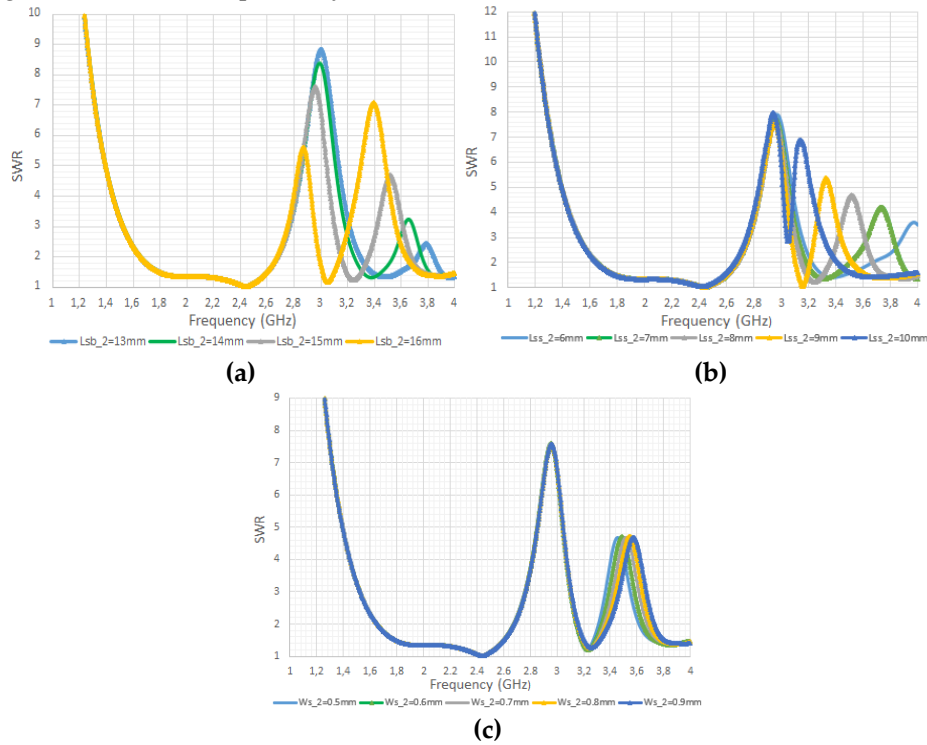 10
9
8
7
6
5
4
3
2
1
SWR
1 1,2 1,4 1,6 1,8 2 2,2 2,4 2,6 2,8 3 3,2 3,4 3,6 3,8 4
Frequency (GHz)
Lsb_2=13mm Lsb_2=14mm Lsb_2=15mm Lsb_2=16mm
(a)
12
11
10
9
8
7
6
5
4
3
2
1
SWR
1 1,2 1,4 1,6 1,8 2 2,2 2,4 2,6 2,8 3 3,2 3,4 3,6 3,8 4
Frequency (GHz)
Lss_2=6mm Lss_2=7mm Lss_2=8mm Lss_2=9mm Lss_2=10mm
(b)
9
8
7
6
5
4
3
2
1
SWR
1 1,2 1,4 1,6 1,8 2 2.2 2.4 2.6 2,8 3 3,2 3,4 3,6 3,8 4
Frequency (GHz)
Ws_2=0.5mm Ws_2=0.6mm Ws_2=0.7mm Ws_2=0.8mm Ws_2=0.9mm
(c)